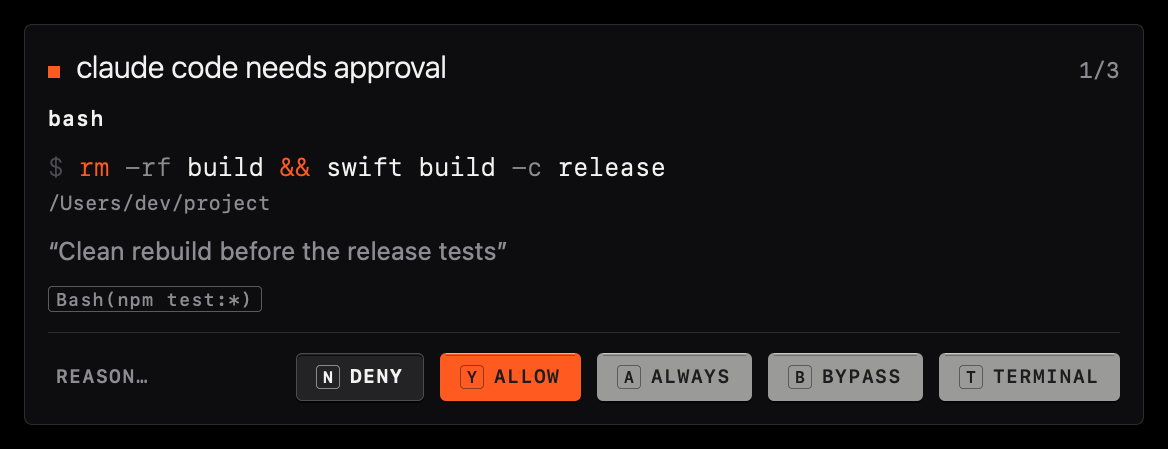 claude code needs approval 1/3
bash
$ rm -rf build && swift build -c release
/Users/dev/project
“Clean rebuild before the release tests”
Bash(npm test:*)
REASON… N DENY Y ALLOW A ALWAYS B BYPASS T TERMINAL